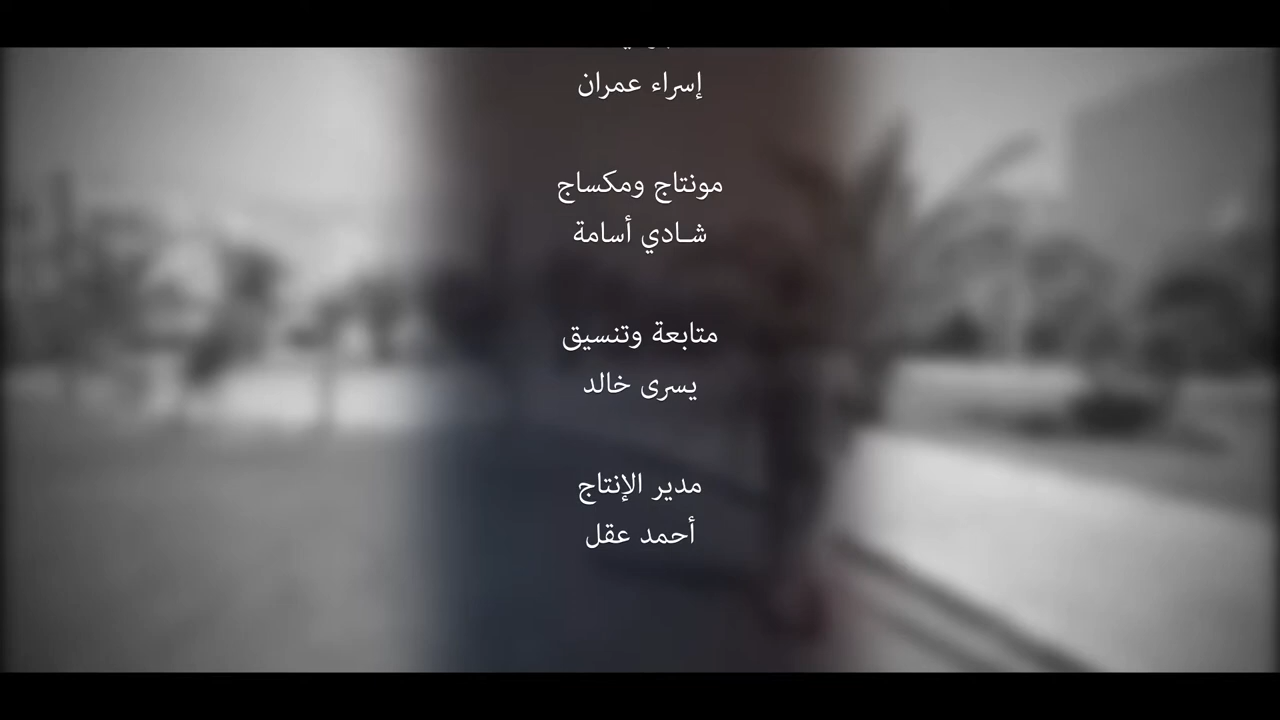 إسراء عمران
مونتاج ومكساج
شـادي أسامة
متابعة وتنسيق
يسرى خالد
مدير الإنتاج
أحمد عقل